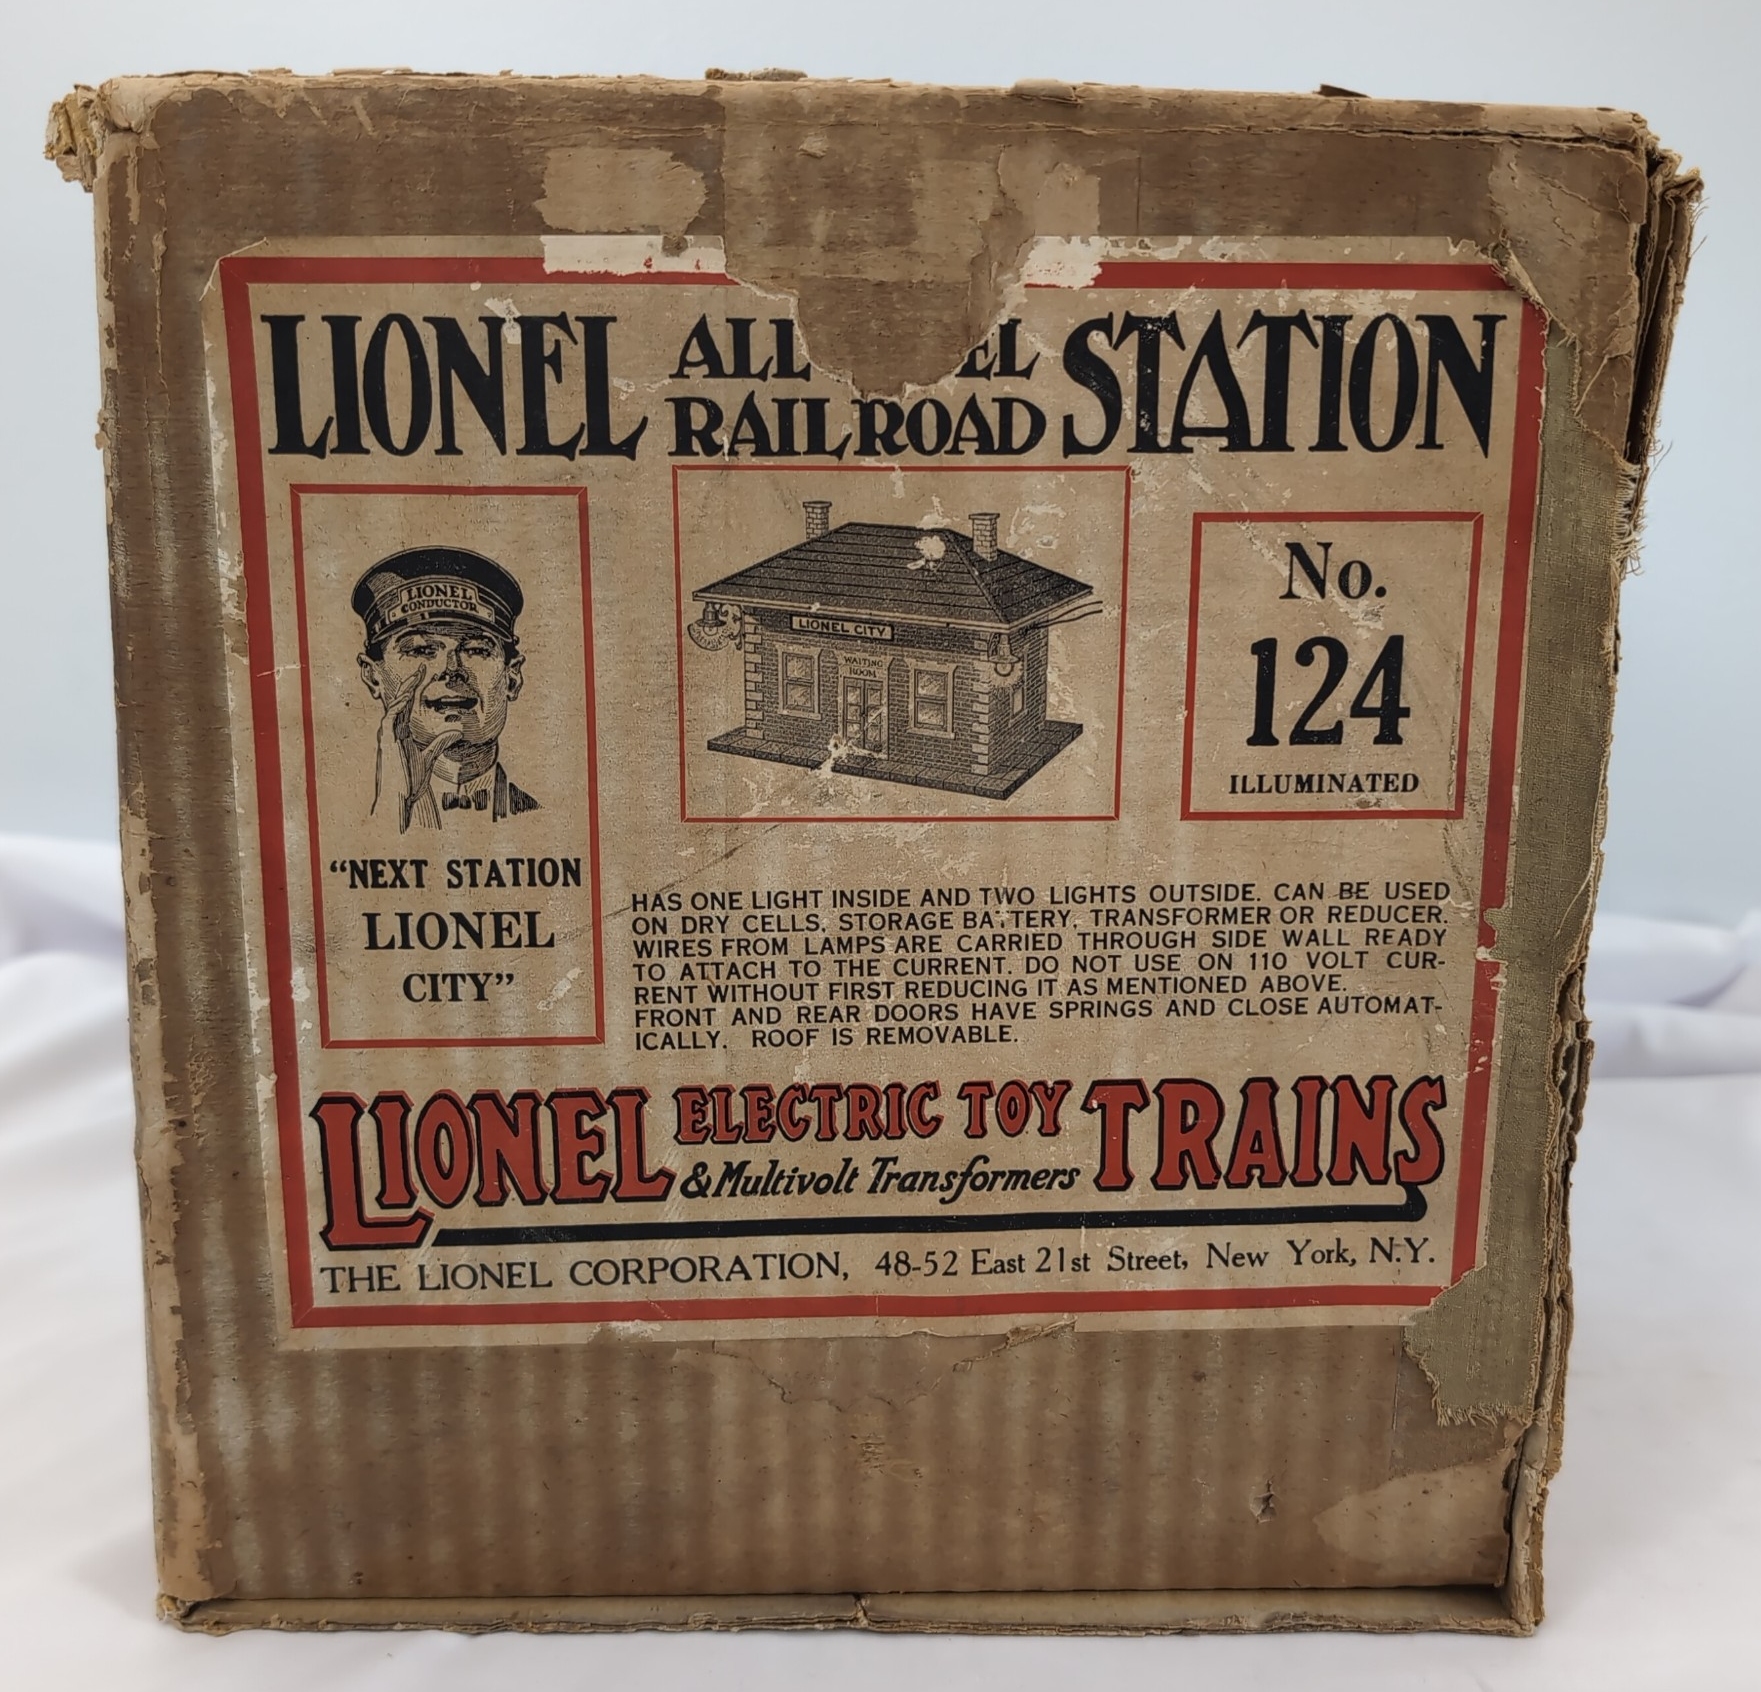 LIONEL ALL EL STATION
RAILROAD
LIONEL
CONDUCTOR
"NEXT STATION
LIONEL
CITY"
LIONEL CITY
WAITING
ROOM
No.
124
ILLUMINATED
HAS ONE LIGHT INSIDE AND TWO LIGHTS OUTSIDE. CAN BE USED
ON DRY CELLS, STORAGE BATTERY, TRANSFORMER OR REDUCER.
WIRES FROM LAMPS ARE CARRIED THROUGH SIDE WALL READY
TO ATTACH TO THE CURRENT. DO NOT USE ON 110 VOLT CUR-
RENT WITHOUT FIRST REDUCING IT AS MENTIONED ABOVE.
FRONT AND REAR DOORS HAVE SPRINGS AND CLOSE AUTOMAT-
ICALLY. ROOF IS REMOVABLE.
LIONEL ELECTRIC TOY TRAINS
& Multivolt Transformers
THE LIONEL CORPORATION, 48-52 East 21st Street, New York, N.Y.